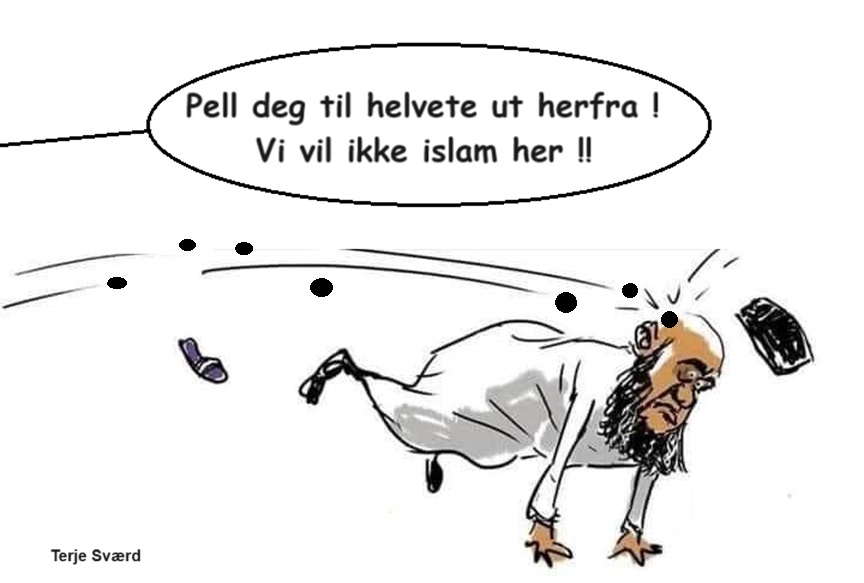 Pell deg til helvete ut herfra !
Vi vil ikke islam her !!
Terje Sværd